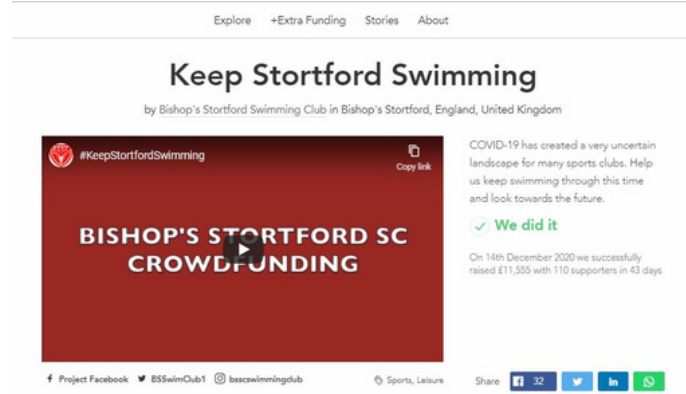 Explore +Extra Funding Stories About
Keep Stortford Swimming
by Bishop's Stortford Swimming Club in Bishop's Stortford, England, United Kingdom
#KeepStortfordSwimming
Copy link
BISHOP'S STORTFORD SC
CROWDFUNDING
COVID-19 has created a very uncertain
landscape for many sports clubs. Help
us keep swimming through this time
and look towards the future.
We did it
On 14th December 2020 we successfully
raised £11,555 with 110 supporters in 43 days
Project Facebook BSSwimClub1 bsscswimmingclub Sports, Leisure
Share 32